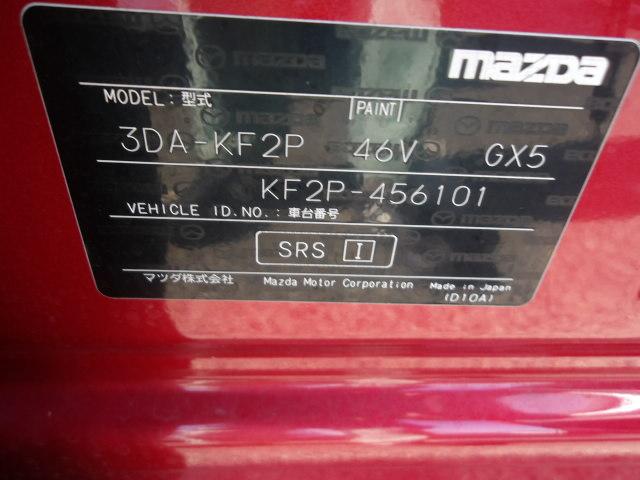 mazda
MODEL: 型式 PAINT
3DA-KF2P 46V GX5
KF2P-456101
VEHICLE ID.NO.: 車台番号
SRS I
マツダ株式会社 Mazda Motor Corporation Made in Japan
(D10A)